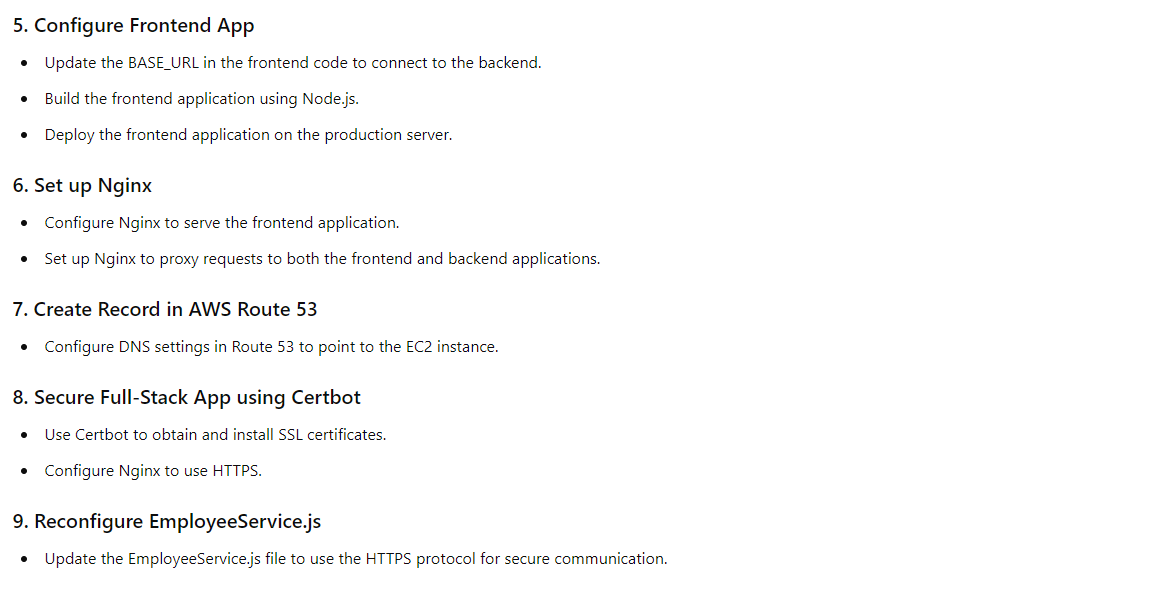 5. Configure Frontend App
• Update the BASE_URL in the frontend code to connect to the backend.
• Build the frontend application using Node.js.
• Deploy the frontend application on the production server.
6. Set up Nginx
• Configure Nginx to serve the frontend application.
• Set up Nginx to proxy requests to both the frontend and backend applications.
7. Create Record in AWS Route 53
• Configure DNS settings in Route 53 to point to the EC2 instance.
8. Secure Full-Stack App using Certbot
• Use Certbot to obtain and install SSL certificates.
• Configure Nginx to use HTTPS.
9. Reconfigure EmployeeService.js
• Update the EmployeeService.js file to use the HTTPS protocol for secure communication.